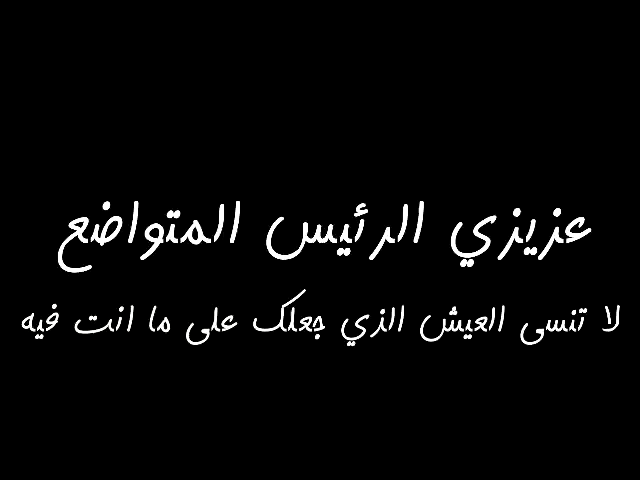 عزيزي الرئيس المتواضع
لا تنسى العيش الذي جعلك على ما انت فيه